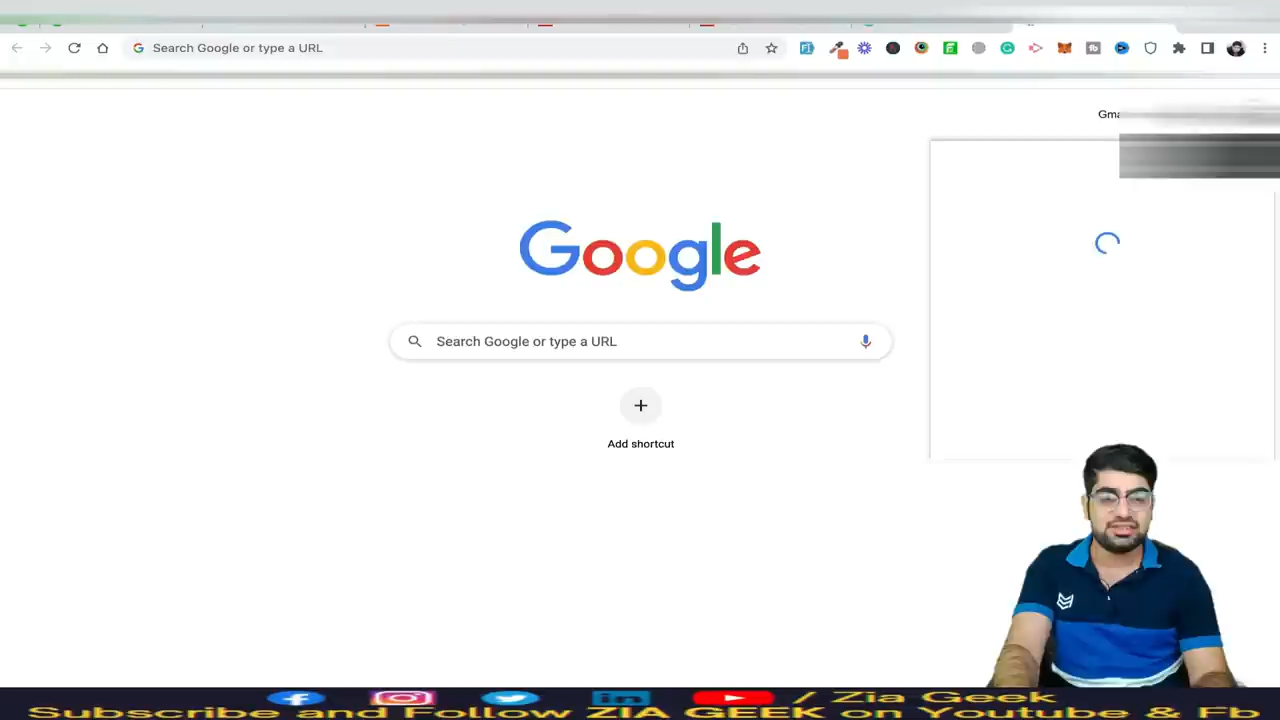 Search Google or type a URL
Gma
Google
Search Google or type a URL
Add shortcut
/ Zia Geek
Subscribe and Follow ZIA GEEK on Youtube & Fb